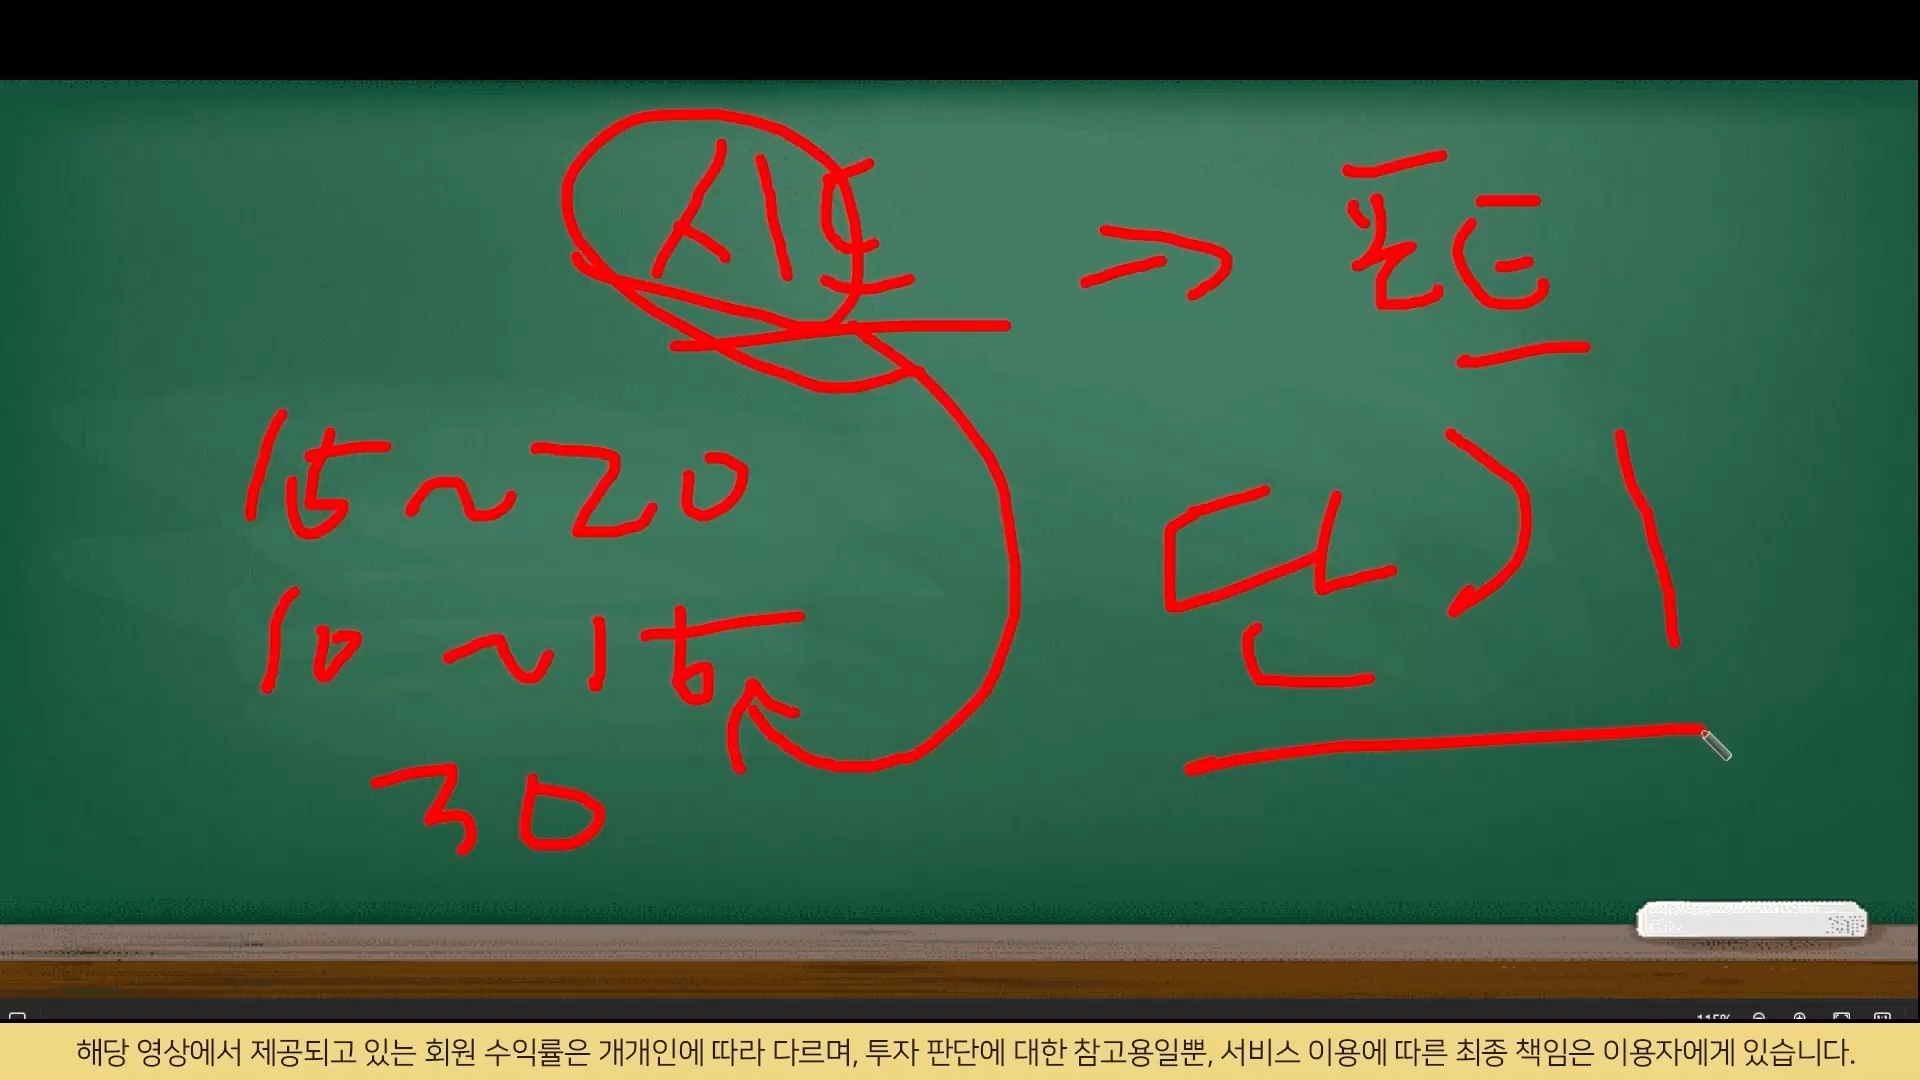 15~20
10~15
30
단기
해당 영상에서 제공되고 있는 회원 수익률은 개개인에 따라 다르며, 투자 판단에 대한 참고용일뿐, 서비스 이용에 따른 최종 책임은 이용자에게 있습니다.